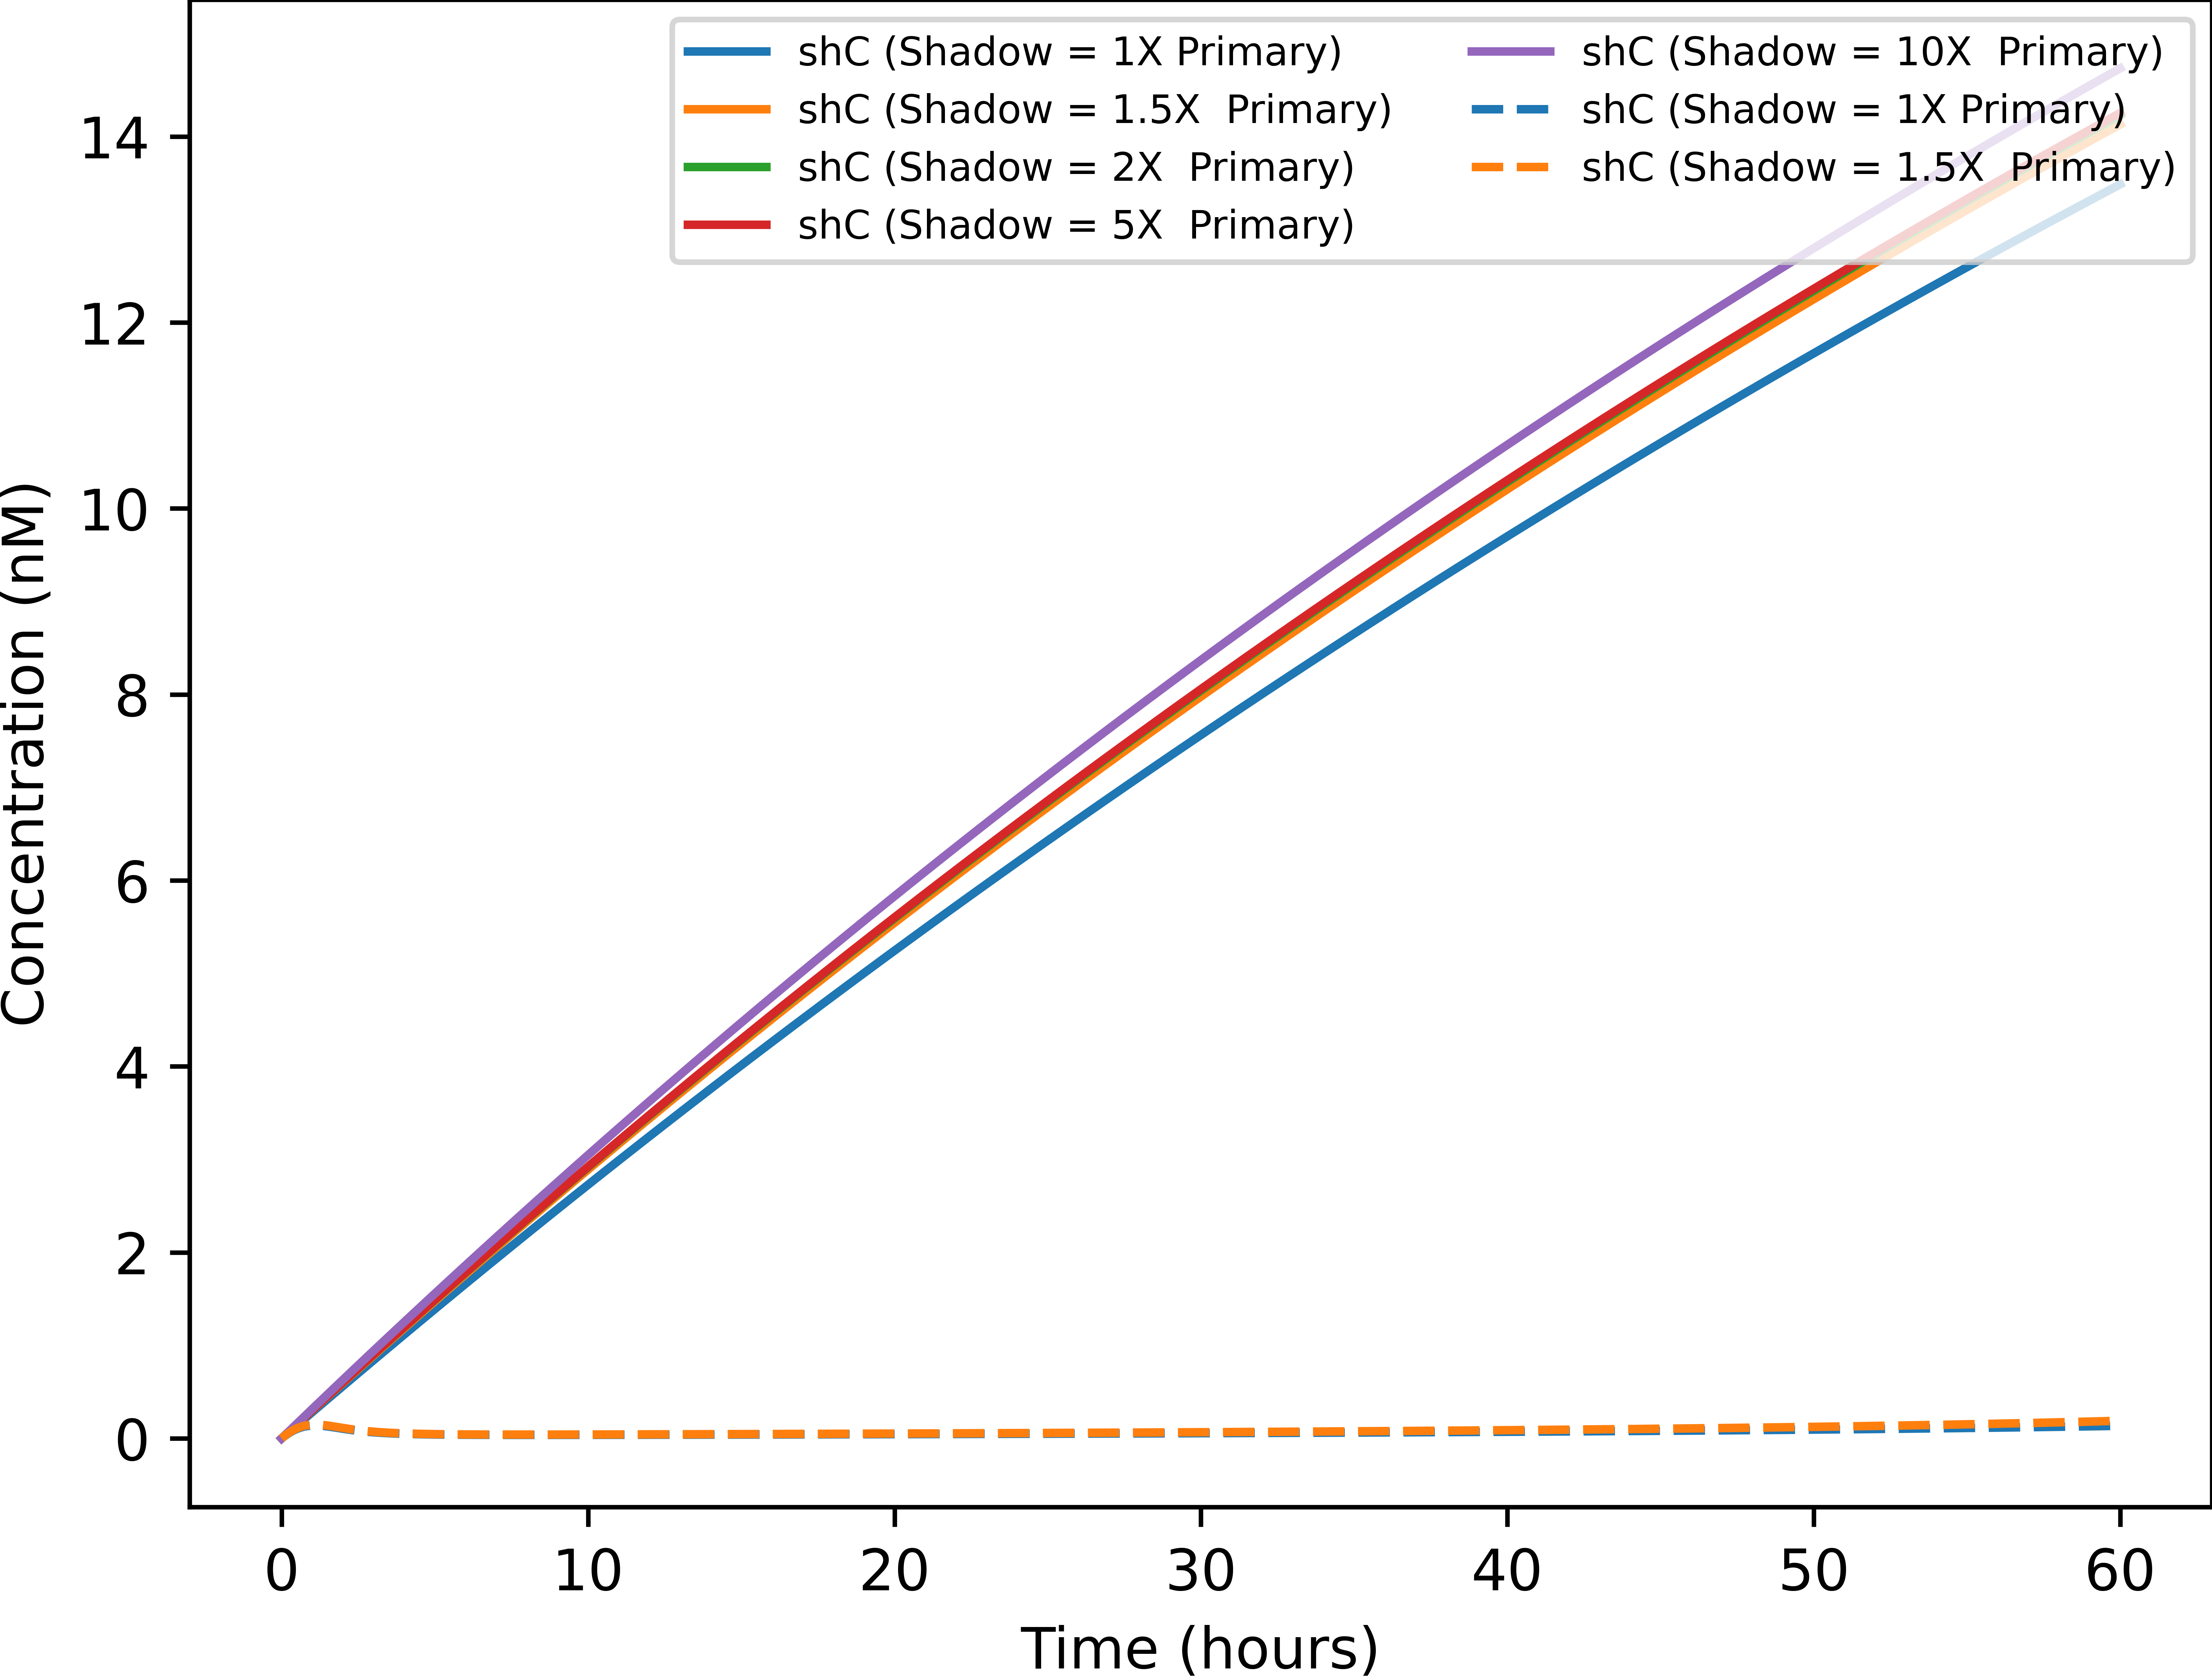 shC (Shadow = 1X Primary)
shC (Shadow = 1.5X  Primary)
shC (Shadow = 2X  Primary)
shC (Shadow = 5X  Primary)
shC (Shadow = 10X  Primary)
shC (Shadow = 1X Primary)
shC (Shadow = 1.5X  Primary)
Concentration (nM)
14
12
10
8
6
4
2
0
0 10 20 30 40 50 60
Time (hours)